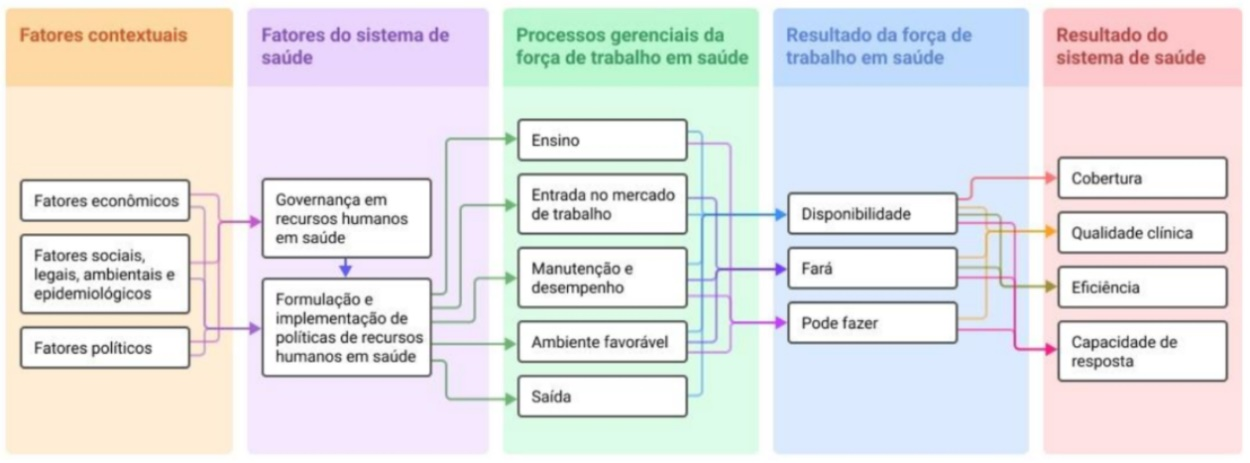 Fatores contextuais
Fatores econômicos
Fatores sociais,
legais, ambientais e
epidemiológicos
Fatores políticos
Fatores do sistema de
saúde
Governança em
recursos humanos
em saúde
Formulação e
implementação de
políticas de recursos
humanos em saúde
Processos gerenciais da
força de trabalho em saúde
Ensino
Entrada no mercado
de trabalho
Manutenção e
desempenho
Ambiente favorável
Saída
Resultado da força de
trabalho em saúde
Disponibilidade
Fará
Pode fazer
Resultado do
sistema de saúde
Cobertura
Qualidade clínica
Eficiência
Capacidade de
resposta